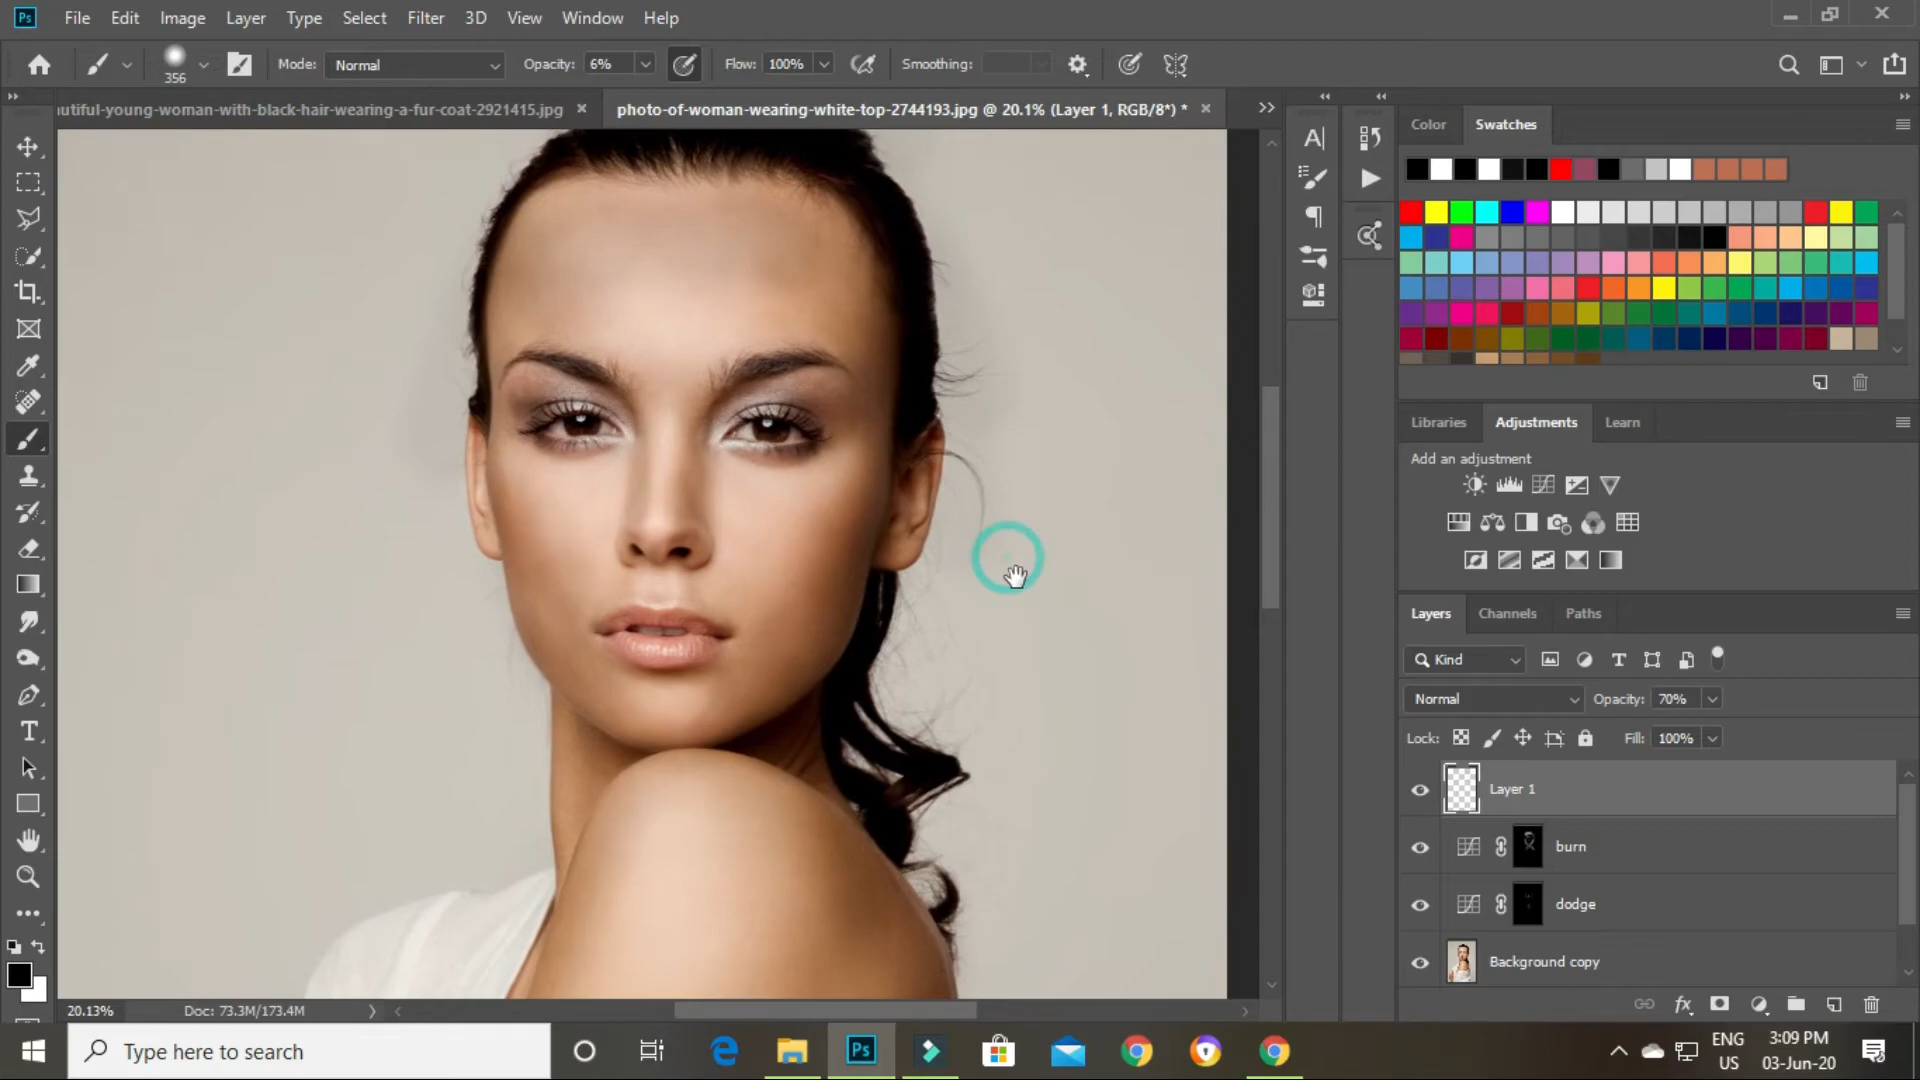 Ps File Edit Image Layer Type Select Filter 3D View Window Help
356 Mode: Normal Opacity: 6% Flow: 100% Smoothing:
utiful-young-woman-with-black-hair-wearing-a-fur-coat-2921415.jpg × photo-of-woman-wearing-white-top-2744193.jpg @ 20.1% (Layer 1, RGB/8*) * ×
Color Swatches
Libraries Adjustments Learn
Add an adjustment
Layers Channels Paths
Kind
Normal Opacity: 70%
Lock: Fill: 100%
Layer 1
burn
dodge
Background copy
20.13% Doc: 73.3M/173.4M
Type here to search
Ps
ENG 3:09 PM
US 03-Jun-20